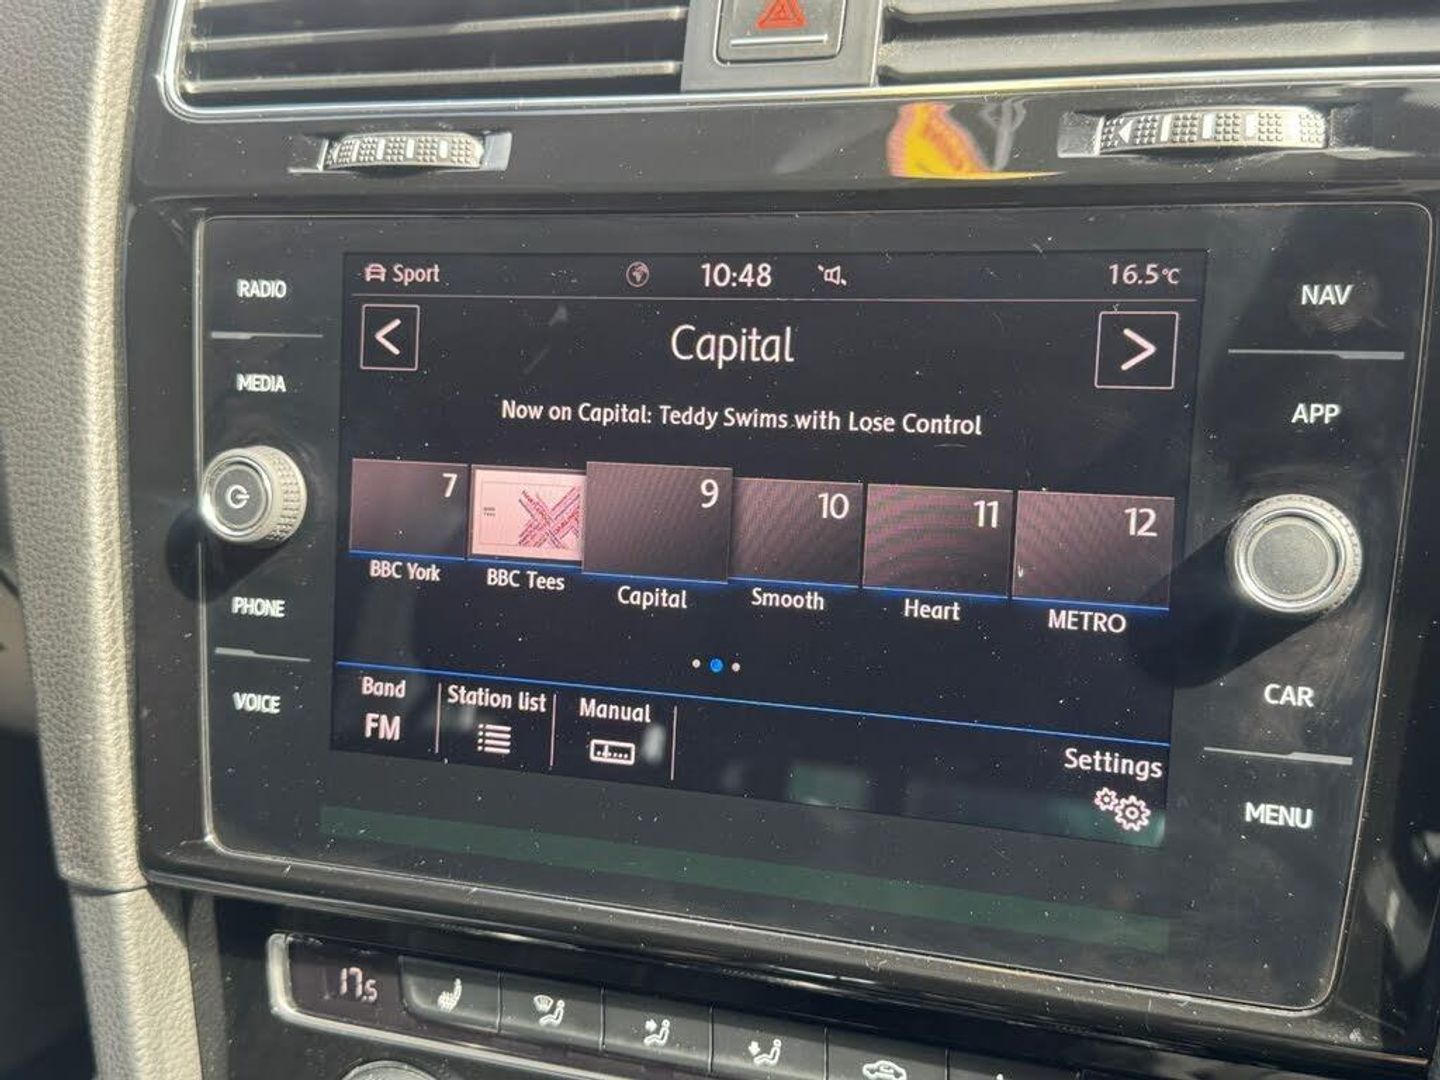 Sport 10:48 16.5°C
RADIO
NAV
Capital
MEDIA
APP
Now on Capital: Teddy Swims with Lose Control
7 8 9 10 11 12
BBC York BBC Tees Capital Smooth Heart METRO
PHONE
Band Station list Manual
FM
VOICE
CAR
Settings
MENU
17.5